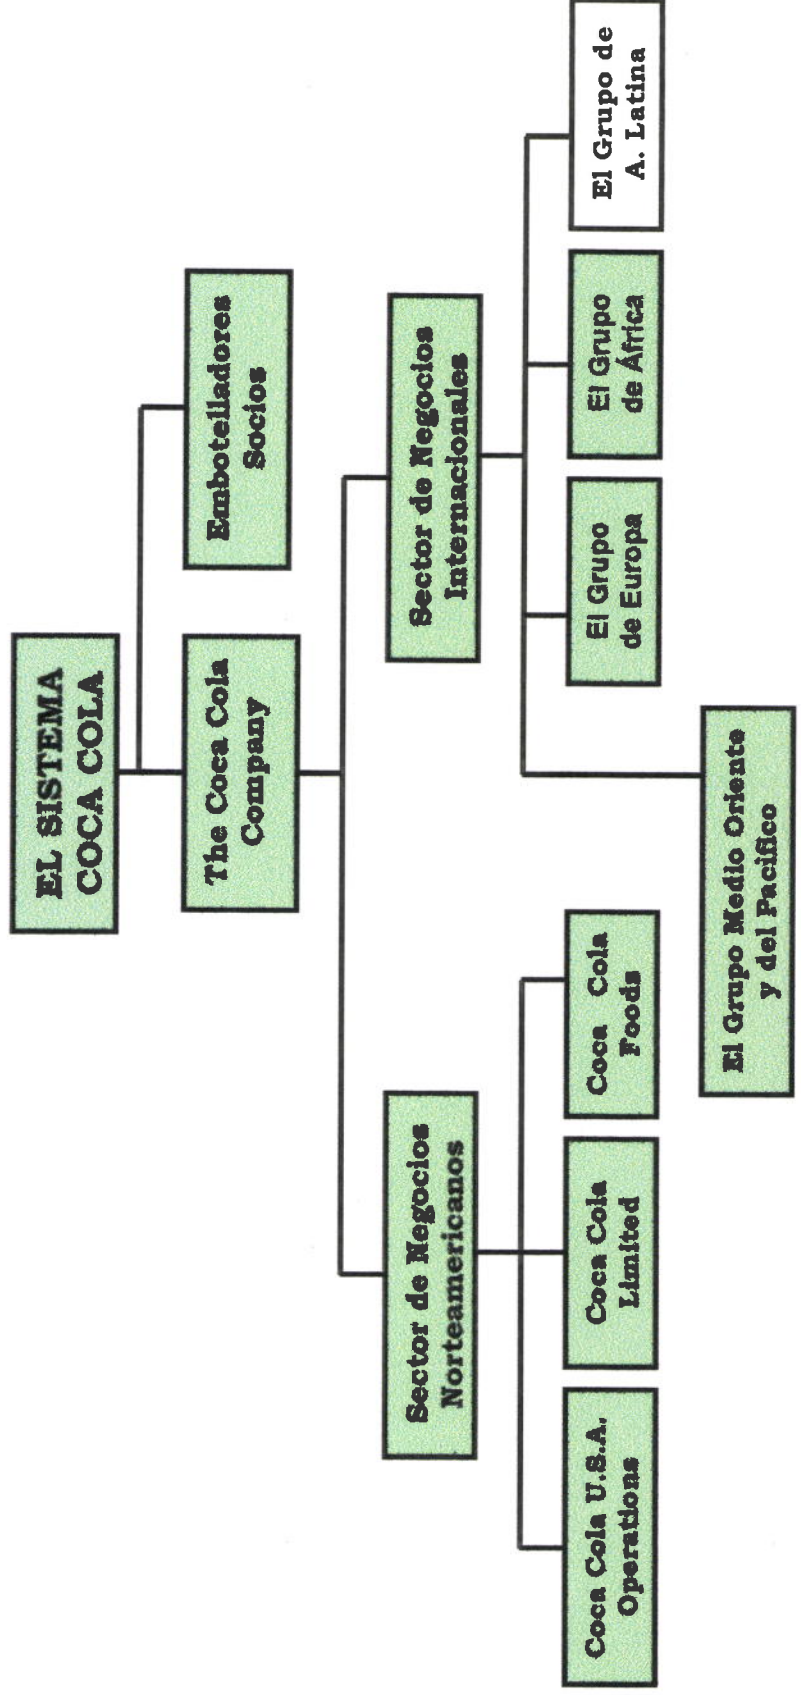 EL SISTEMA
COCA COLA
The Coca Cola
Company
Embotelladores
Socios
Sector de Negocios
Norteamericanos
Sector de Negocios
Internacionales
Coca Cola U.S.A.
Operations
Coca Cola
Limited
Coca Cola
Foods
El Grupo
de Europa
El Grupo
de África
El Grupo de
A. Latina
El Grupo Medio Oriente
y del Pacifico